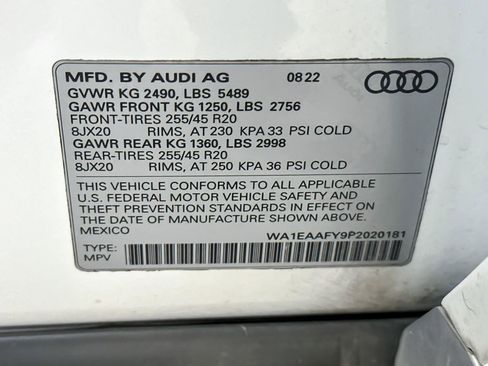 MFD. BY AUDI AG 08 22
GVWR KG 2490, LBS 5489
GAWR FRONT KG 1250, LBS 2756
FRONT-TIRES 255/45 R20
8JX20 RIMS, AT 230 KPA 33 PSI COLD
GAWR REAR KG 1360, LBS 2998
REAR-TIRES 255/45 R20
8JX20 RIMS, AT 250 KPA 36 PSI COLD
THIS VEHICLE CONFORMS TO ALL APPLICABLE
U.S. FEDERAL MOTOR VEHICLE SAFETY BUMPER,
AND THEFT PREVENTION STANDARDS IN EFFECT
ON THE DATE OF MANUFACTURE SHOWN ABOVE
MEXICO WA1EAAFY9P2020181
TYPE:
MPV